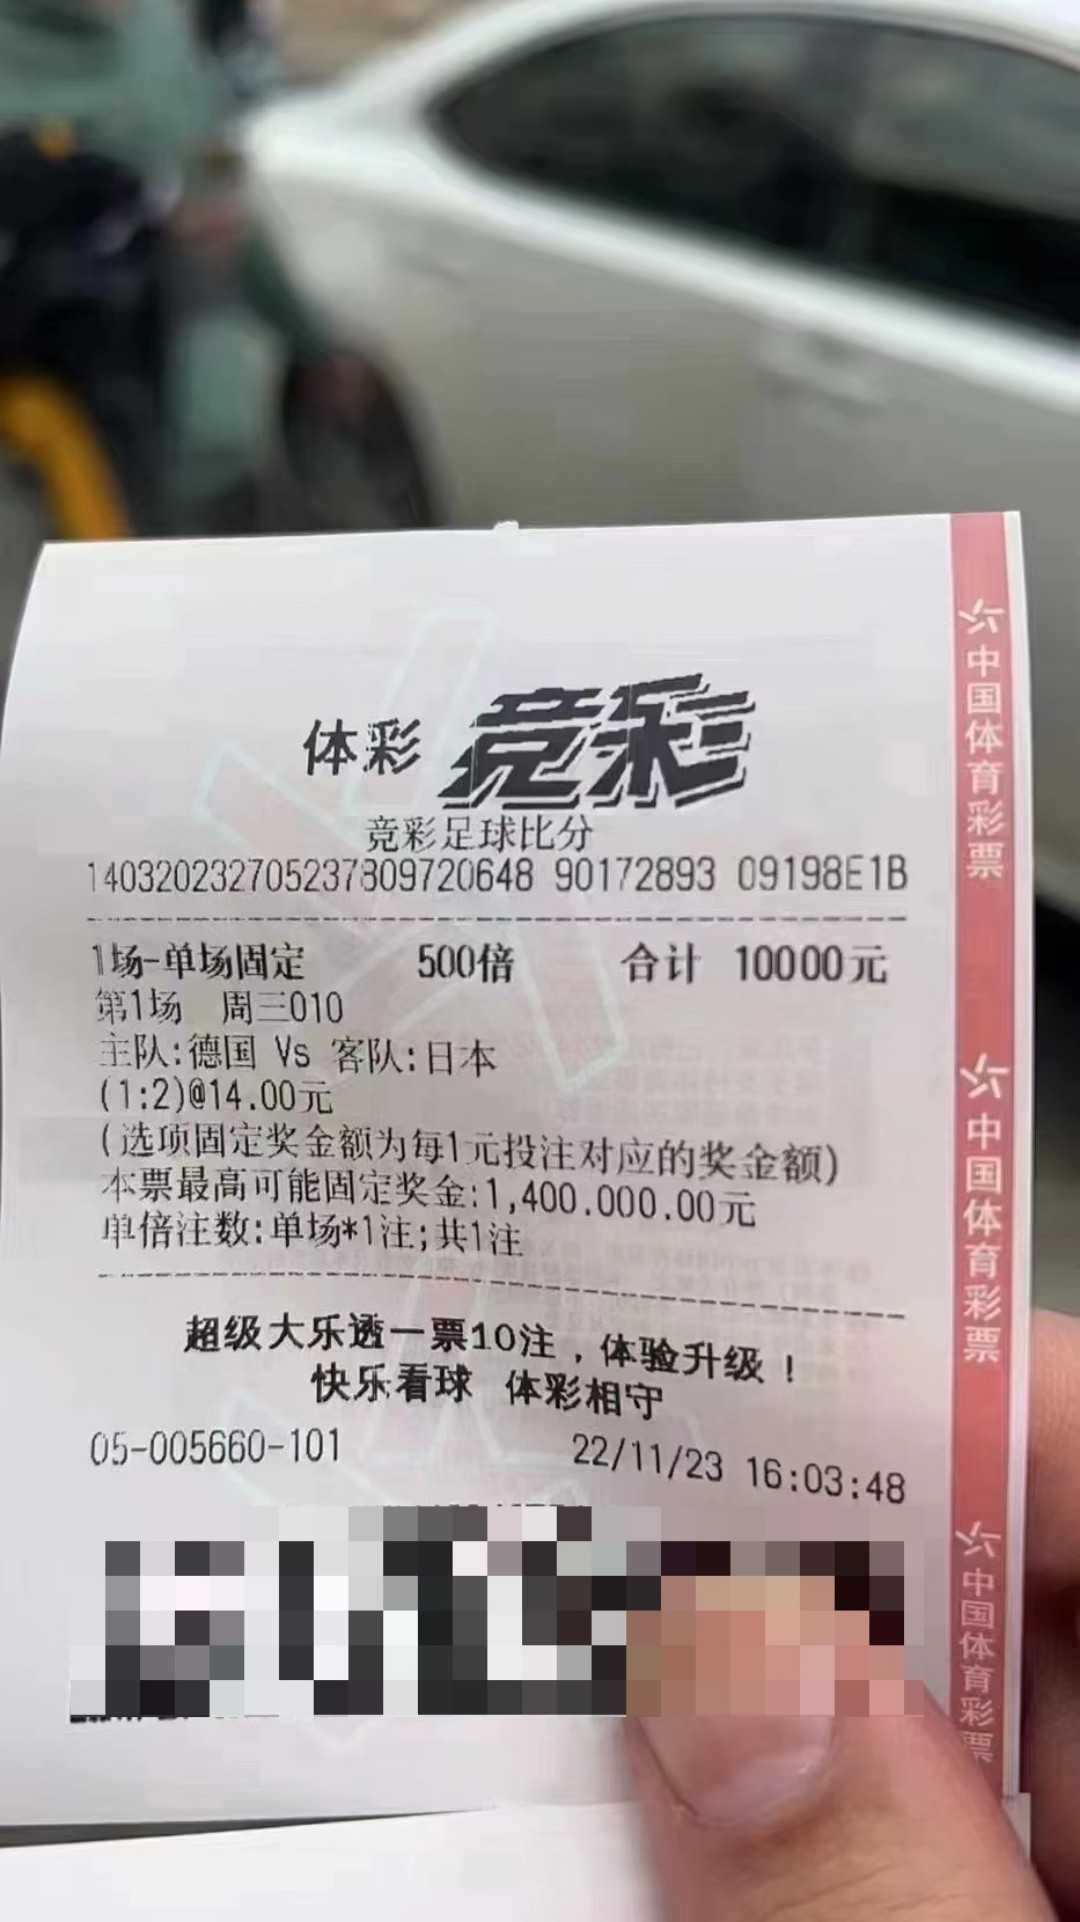 体彩 竞彩
竞彩足球比分
140320232705237809720648 90172893 09198E1B
1场-单场固定 500倍 合计 10000元
第1场 周三010
主队:德国 Vs 客队:日本
(1:2)@14.00元
(选项固定奖金额为每1元投注对应的奖金额)
本票最高可能固定奖金:1,400,000.00元
单倍注数:单场*1注;共1注
超级大乐透一票10注，体验升级！
快乐看球 体彩相守
05-005660-101 22/11/23 16:03:48
中国体育彩票
中国体育彩票
中国体育彩票